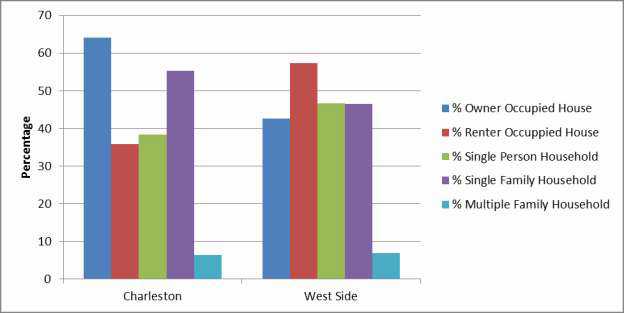 70
60
50
40
30
20
10
0
Percentage
Charleston
West Side
% Owner Occupied House
% Renter Occuppied House
% Single Person Household
% Single Family Household
% Multiple Family Household